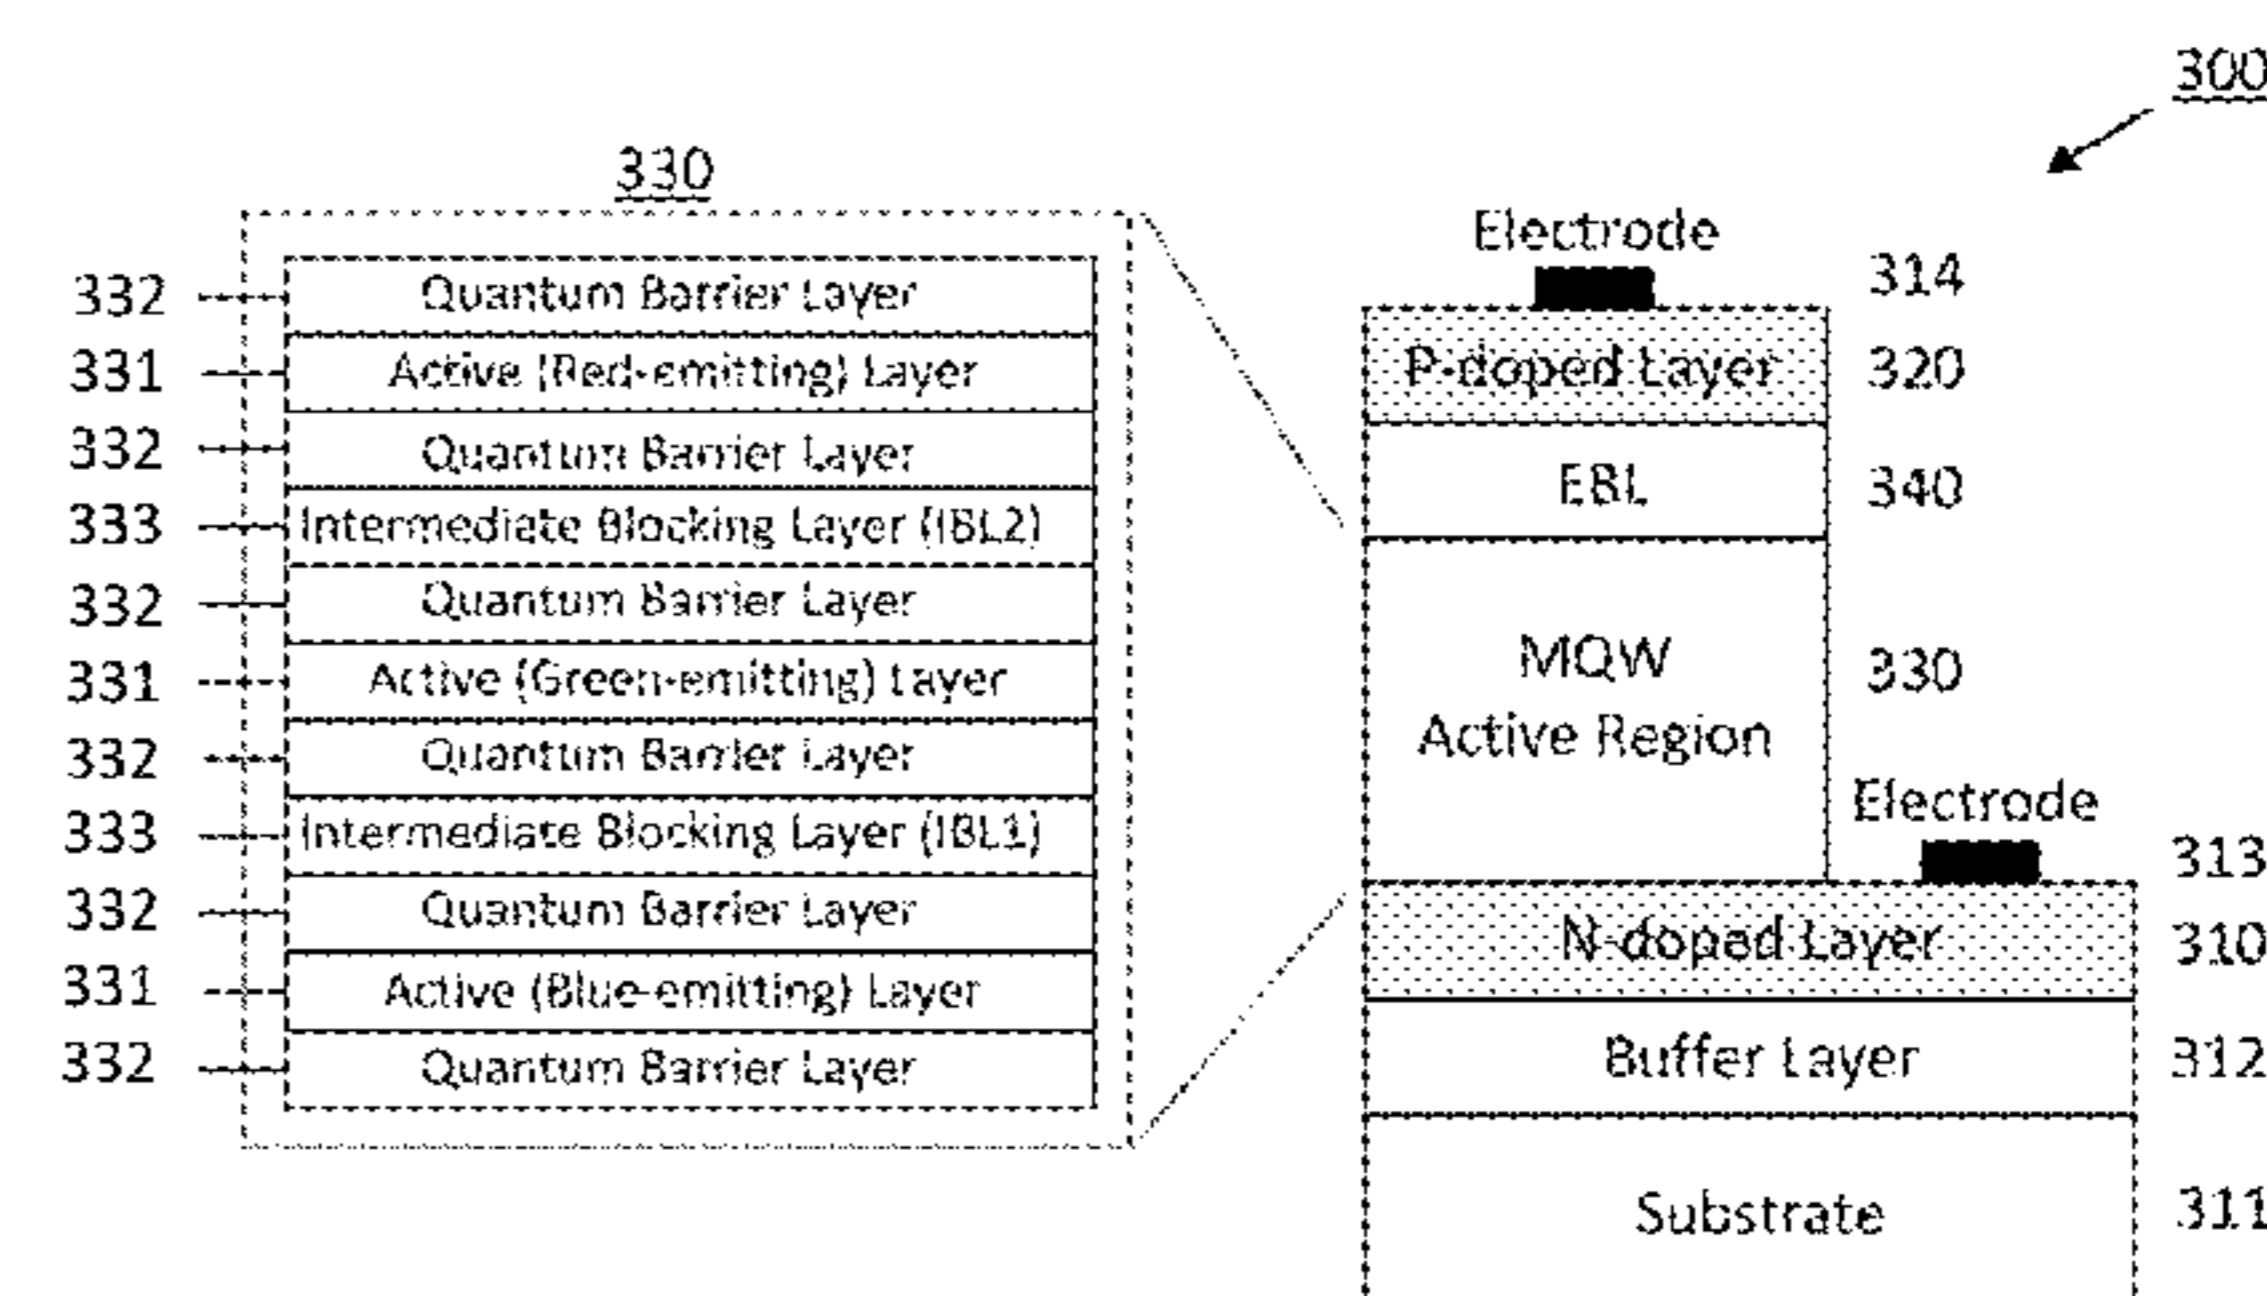 300
330
332 Quantum Barrier Layer
331 Active (Red-emitting) Layer
332 Quantum Barrier Layer
333 Intermediate Blocking Layer (IBL2)
332 Quantum Barrier Layer
331 Active (Green-emitting) Layer
332 Quantum Barrier Layer
333 Intermediate Blocking Layer (IBL1)
332 Quantum Barrier Layer
331 Active (Blue-emitting) Layer
332 Quantum Barrier Layer
Electrode
314
P-doped Layer 320
EBL 340
MQW
Active Region
330
Electrode
313
N-doped Layer 310
Buffer Layer 312
Substrate 311